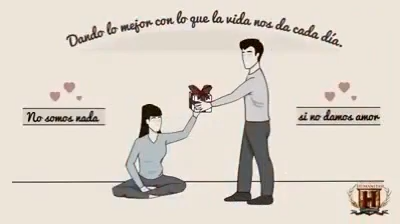 Dando lo mejor con lo que la vida nos da cada día.
No somos nada
si no damos amor
H